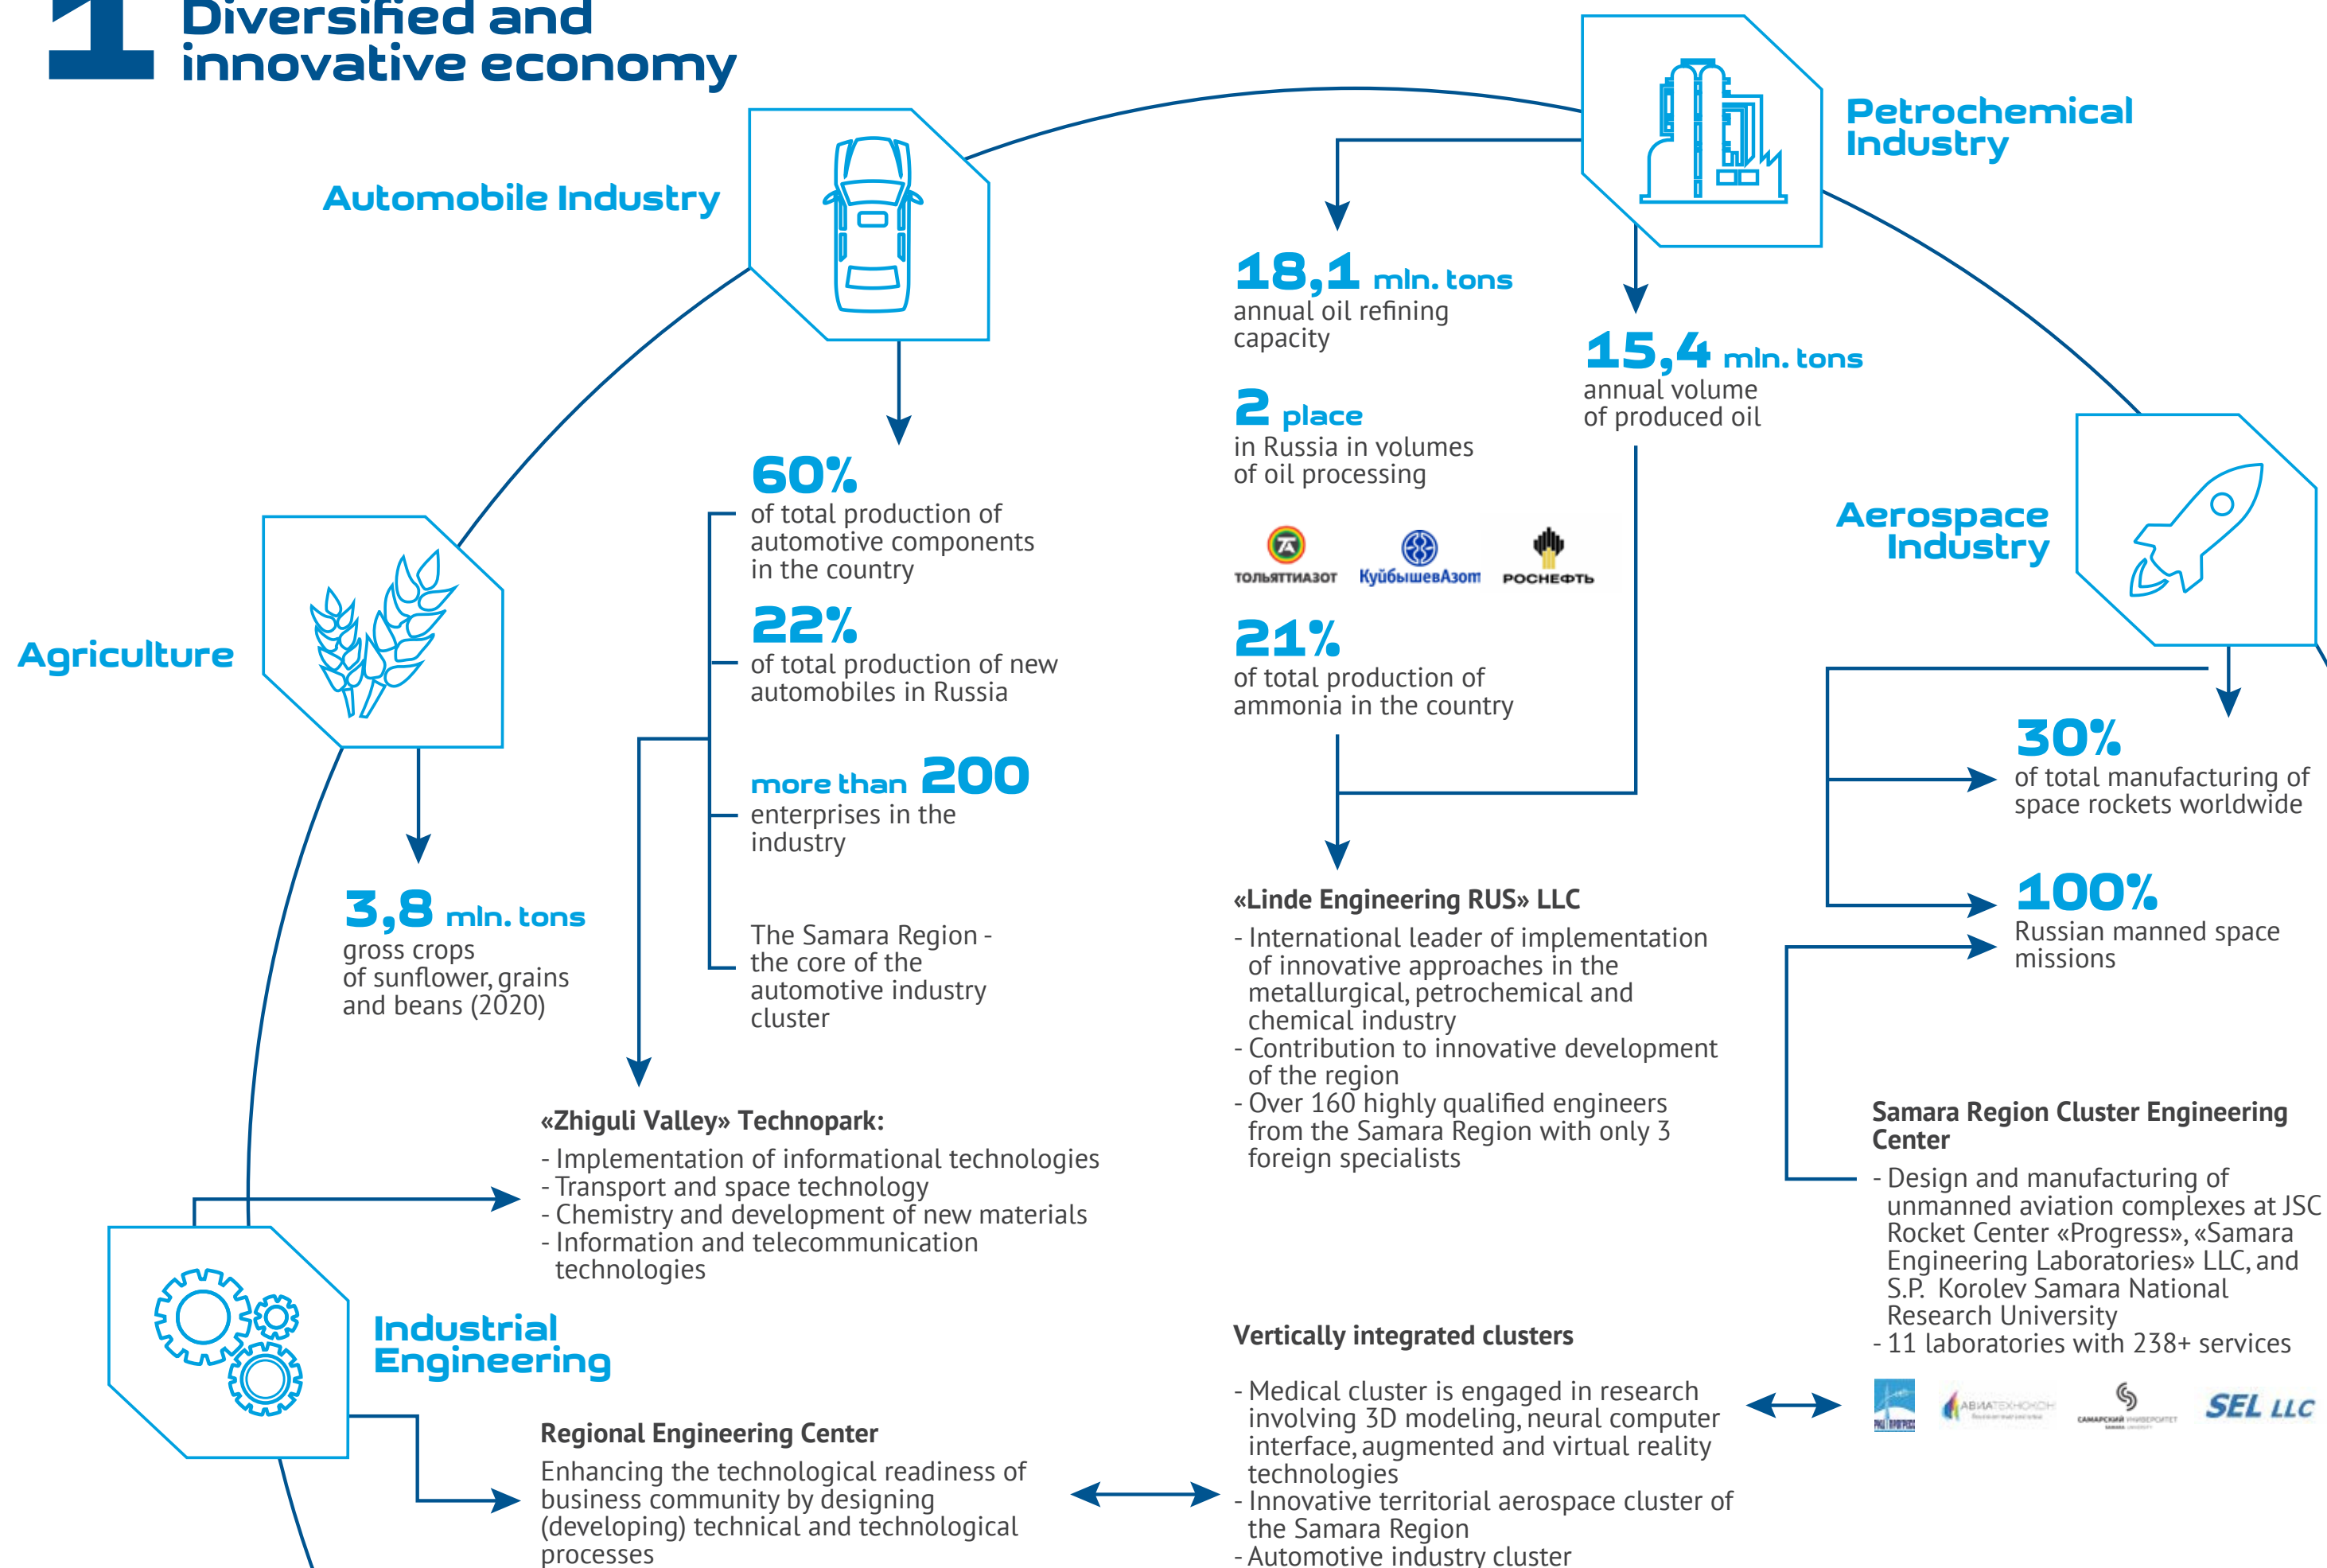 1 Diversified and
innovative economy
Automobile Industry
60%
of total production of
automotive components
in the country
22%
of total production of new
automobiles in Russia
more than 200
enterprises in the
industry
The Samara Region -
the core of the
automotive industry
cluster
Petrochemical
Industry
18,1 mln. tons
annual oil refining
capacity
2 place
in Russia in volumes
of oil processing
ТОЛЬЯТТИАЗОТ
КуйбышевАзот
РОСНЕФТЬ
21%
of total production of
ammonia in the country
15,4 mln. tons
annual volume
of produced oil
«Linde Engineering RUS» LLC
- International leader of implementation
of innovative approaches in the
metallurgical, petrochemical and
chemical industry
- Contribution to innovative development
of the region
- Over 160 highly qualified engineers
from the Samara Region with only 3
foreign specialists
Aerospace
Industry
30%
of total manufacturing of
space rockets worldwide
100%
Russian manned space
missions
Samara Region Cluster Engineering
Center
- Design and manufacturing of
unmanned aviation complexes at JSC
Rocket Center «Progress», «Samara
Engineering Laboratories» LLC, and
S.P. Korolev Samara National
Research University
- 11 laboratories with 238+ services
РКЦ ПРОГРЕСС
АВИАТЕХНОКОН
САМАРСКИЙ УНИВЕРСИТЕТ
SAMARA UNIVERSITY
SEL LLC
Agriculture
3,8 mln. tons
gross crops
of sunflower, grains
and beans (2020)
«Zhiguli Valley» Technopark:
- Implementation of informational technologies
- Transport and space technology
- Chemistry and development of new materials
- Information and telecommunication
technologies
Industrial
Engineering
Regional Engineering Center
Enhancing the technological readiness of
business community by designing
(developing) technical and technological
processes
Vertically integrated clusters
- Medical cluster is engaged in research
involving 3D modeling, neural computer
interface, augmented and virtual reality
technologies
- Innovative territorial aerospace cluster of
the Samara Region
- Automotive industry cluster